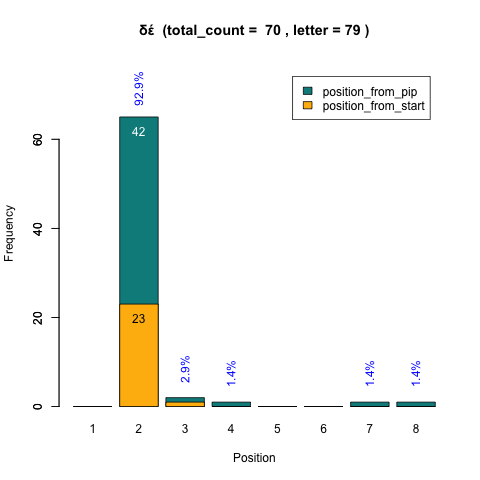 δέ  (total_count =  70 , letter = 79 )
position_from_pip
position_from_start
92.9%
42
23
2.9%
1.4%
1.4%
1.4%
Frequency
60
40
20
0
1 2 3 4 5 6 7 8
Position